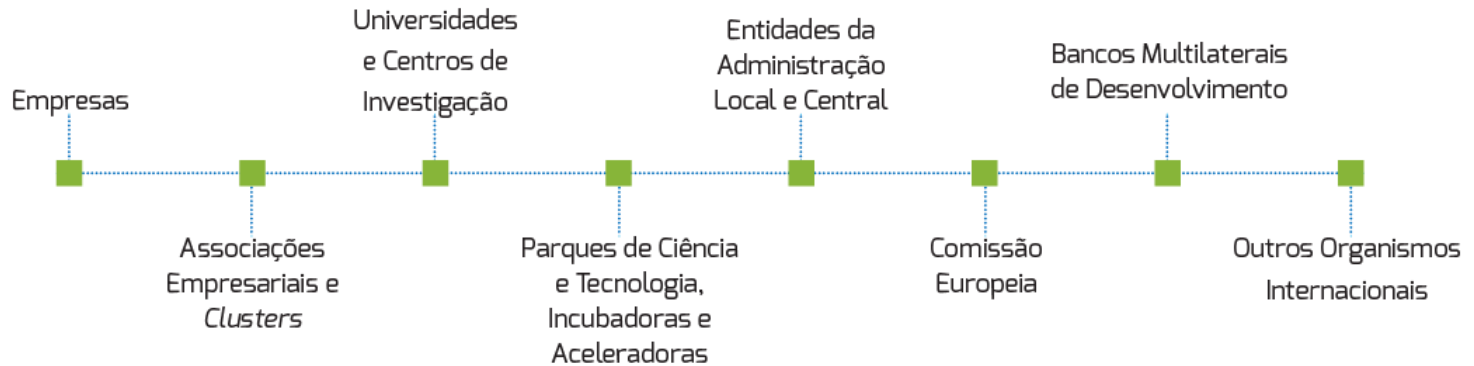 Empresas
Associações
Empresariais e
Clusters
Universidades
e Centros de
Investigação
Parques de Ciência
e Tecnologia,
Incubadoras e
Aceleradoras
Entidades da
Administração
Local e Central
Comissão
Europeia
Bancos Multilaterais
de Desenvolvimento
Outros Organismos
Internacionais